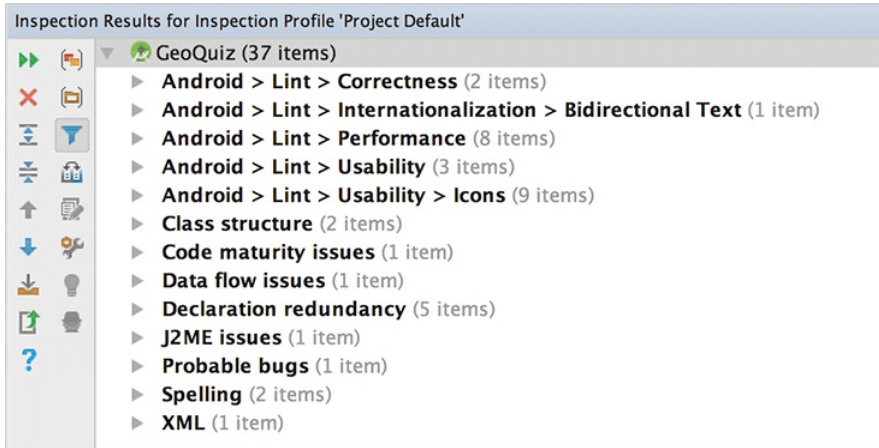 Inspection Results for Inspection Profile 'Project Default'
GeoQuiz (37 items)
Android > Lint > Correctness (2 items)
Android > Lint > Internationalization > Bidirectional Text (1 item)
Android > Lint > Performance (8 items)
Android > Lint > Usability (3 items)
Android > Lint > Usability > Icons (9 items)
Class structure (2 items)
Code maturity issues (1 item)
Data flow issues (1 item)
Declaration redundancy (5 items)
J2ME issues (1 item)
Probable bugs (1 item)
Spelling (2 items)
XML (1 item)